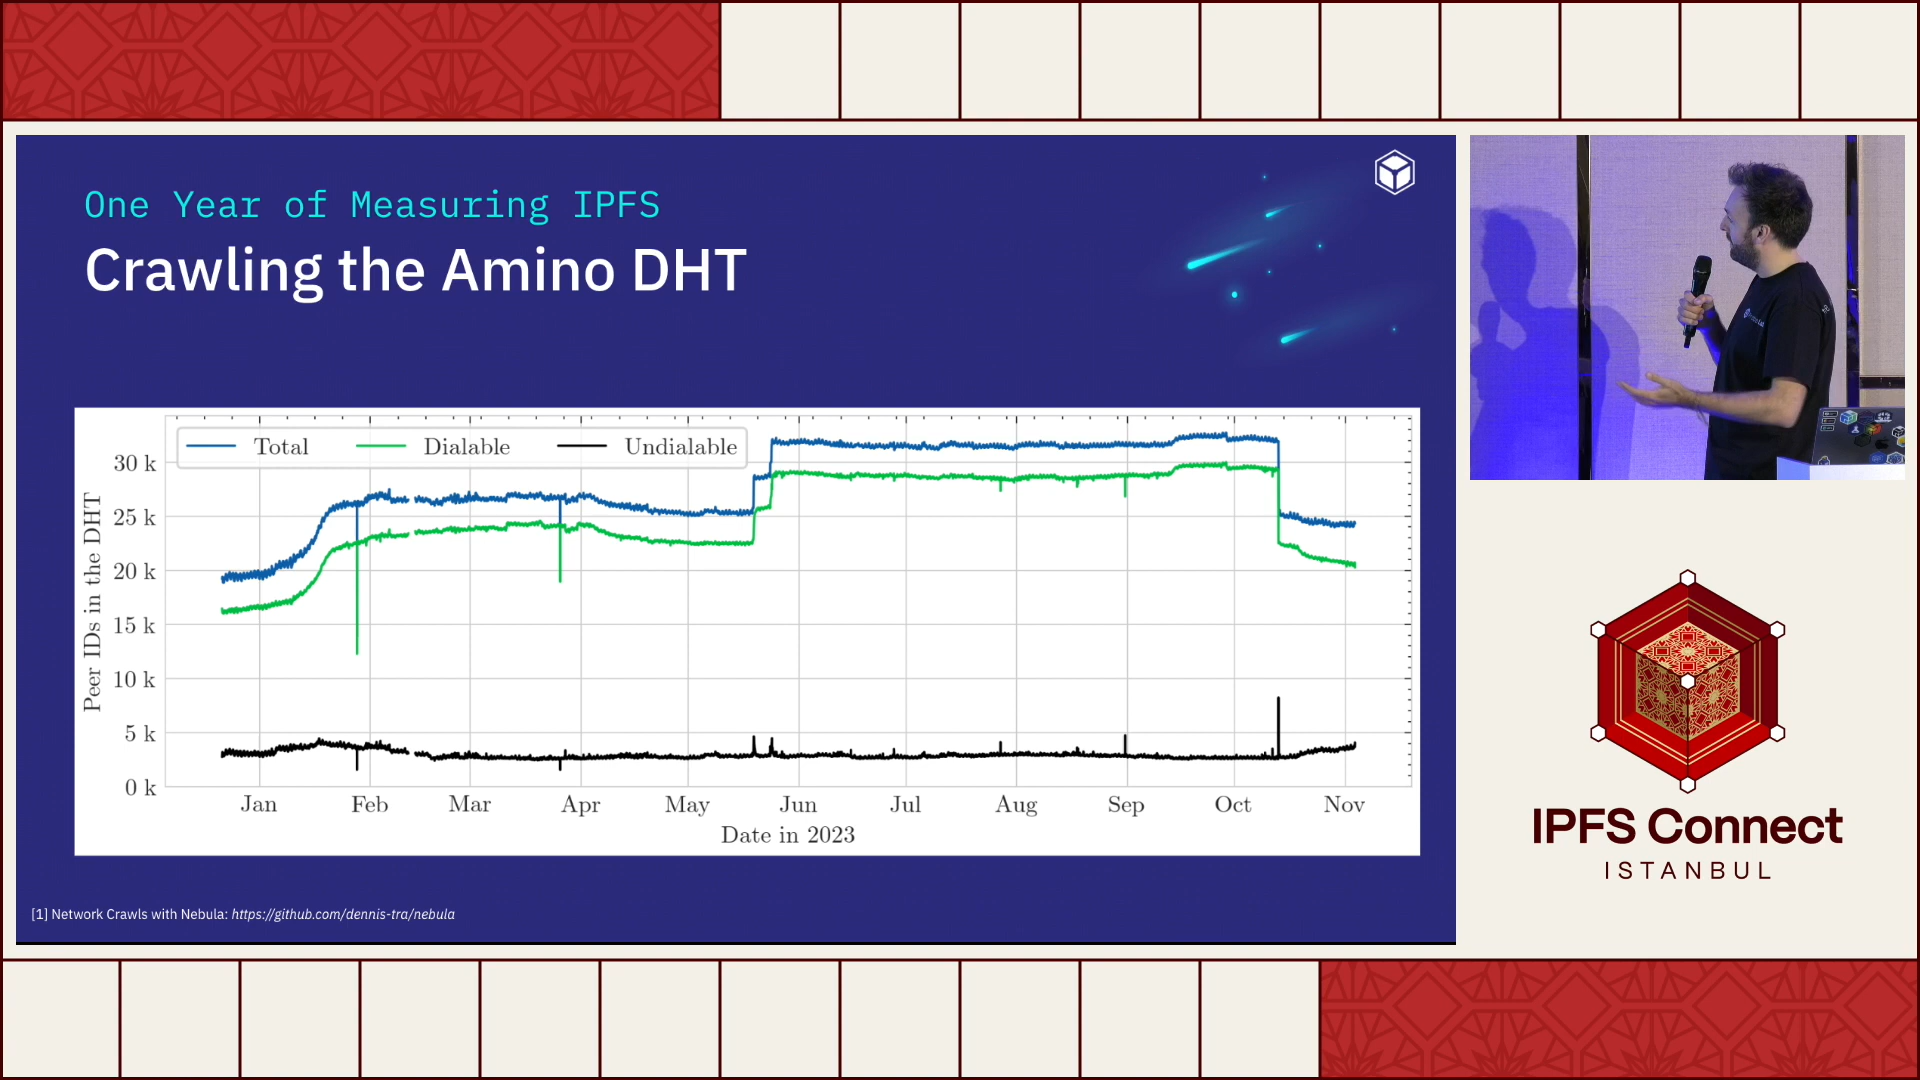 One Year of Measuring IPFS
Crawling the Amino DHT
Total
Dialable
Undialable
Peer IDs in the DHT
30 k
25 k
20 k
15 k
10 k
5 k
0 k
Jan
Feb
Mar
Apr
May
Jun
Jul
Aug
Sep
Oct
Nov
Date in 2023
[1] Network Crawls with Nebula: https://github.com/dennis-tra/nebula
IPFS Connect
ISTANBUL